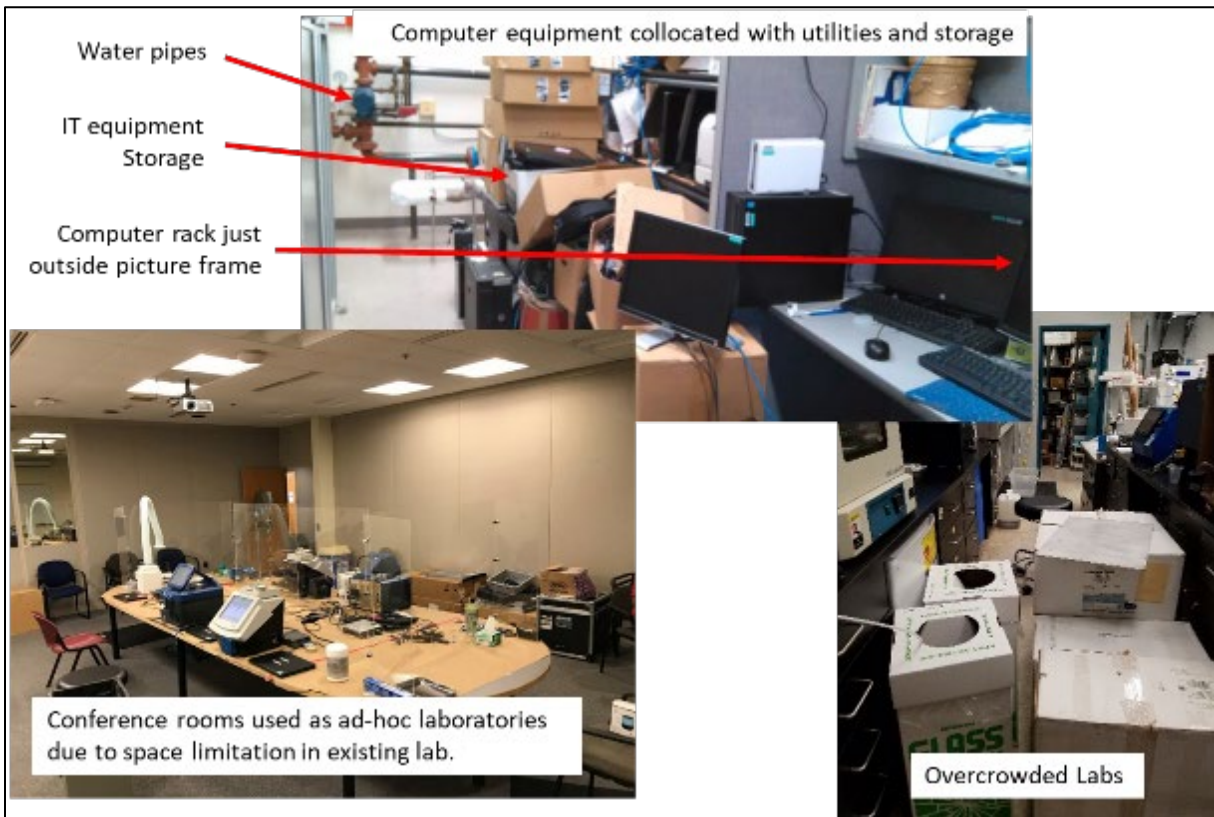 Computer equipment collocated with utilities and storage
Water pipes
IT equipment
Storage
Computer rack just
outside picture frame
Conference rooms used as ad-hoc laboratories
due to space limitation in existing lab.
GLASS
Overcrowded Labs